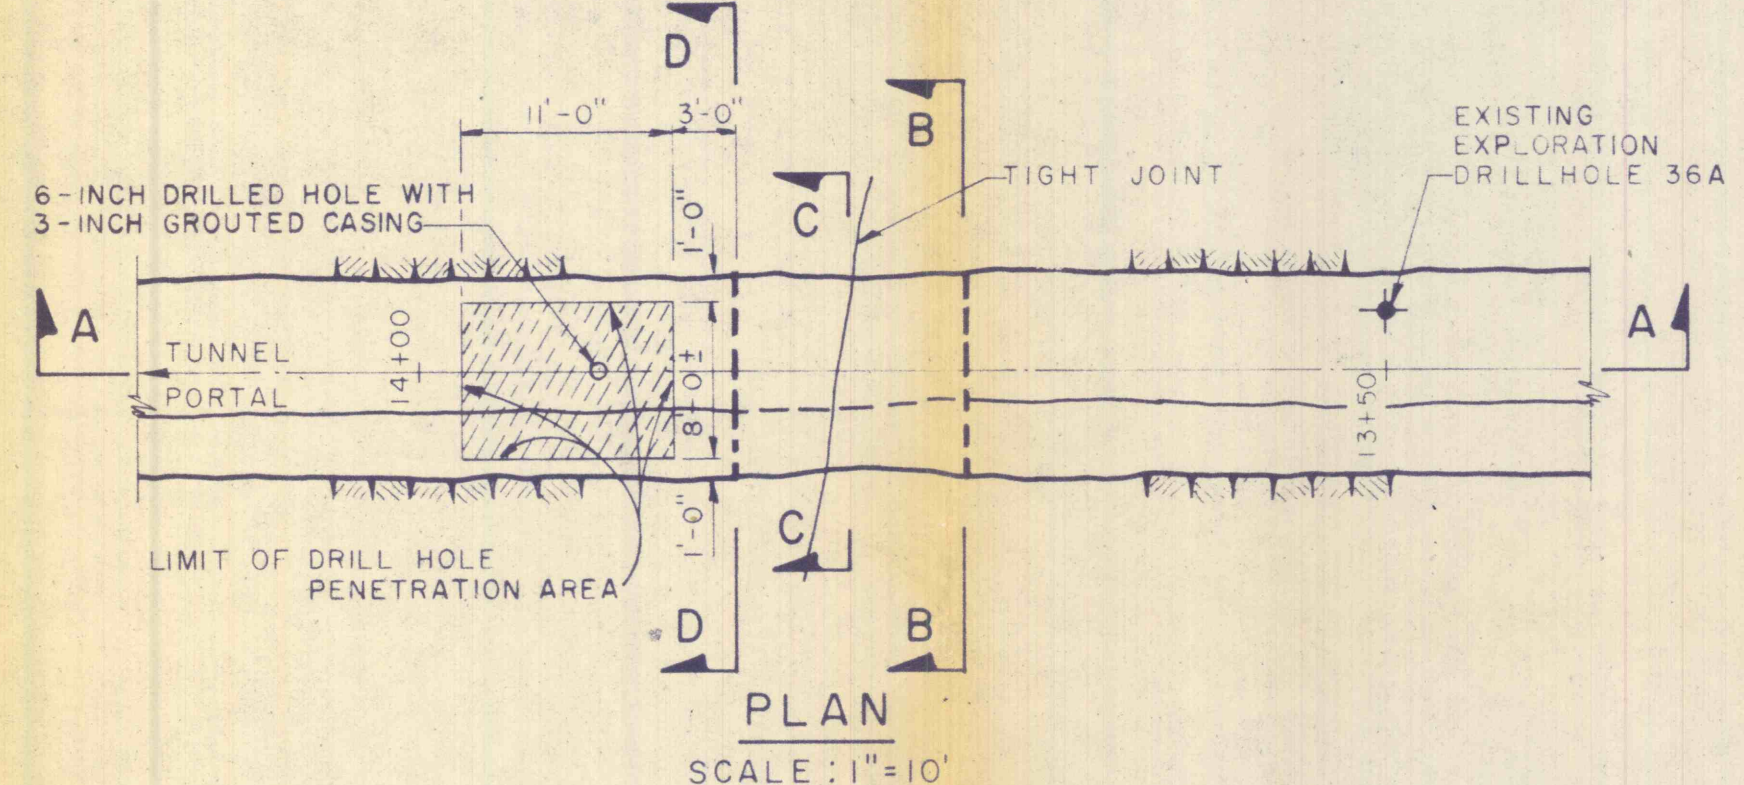 D
11'-0"
3'-0"
B
EXISTING
EXPLORATION
DRILLHOLE 36A
TIGHT JOINT
6-INCH DRILLED HOLE WITH
3-INCH GROUTED CASING
1'-0"
C
A
TUNNEL
PORTAL
14+00
8'-0±
13+50
A
1'-0"
C
LIMIT OF DRILL HOLE
PENETRATION AREA
D
B
PLAN
SCALE : 1"=10'